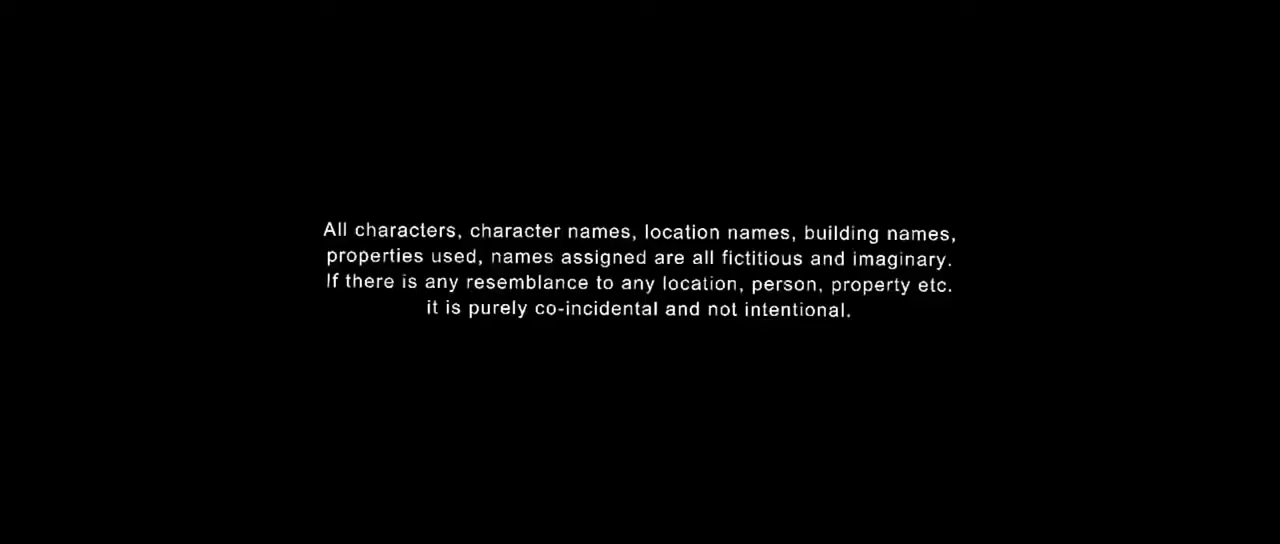 All characters, character names, location names, building names,
properties used, names assigned are all fictitious and imaginary.
If there is any resemblance to any location, person, property etc.
it is purely co-incidental and not intentional.